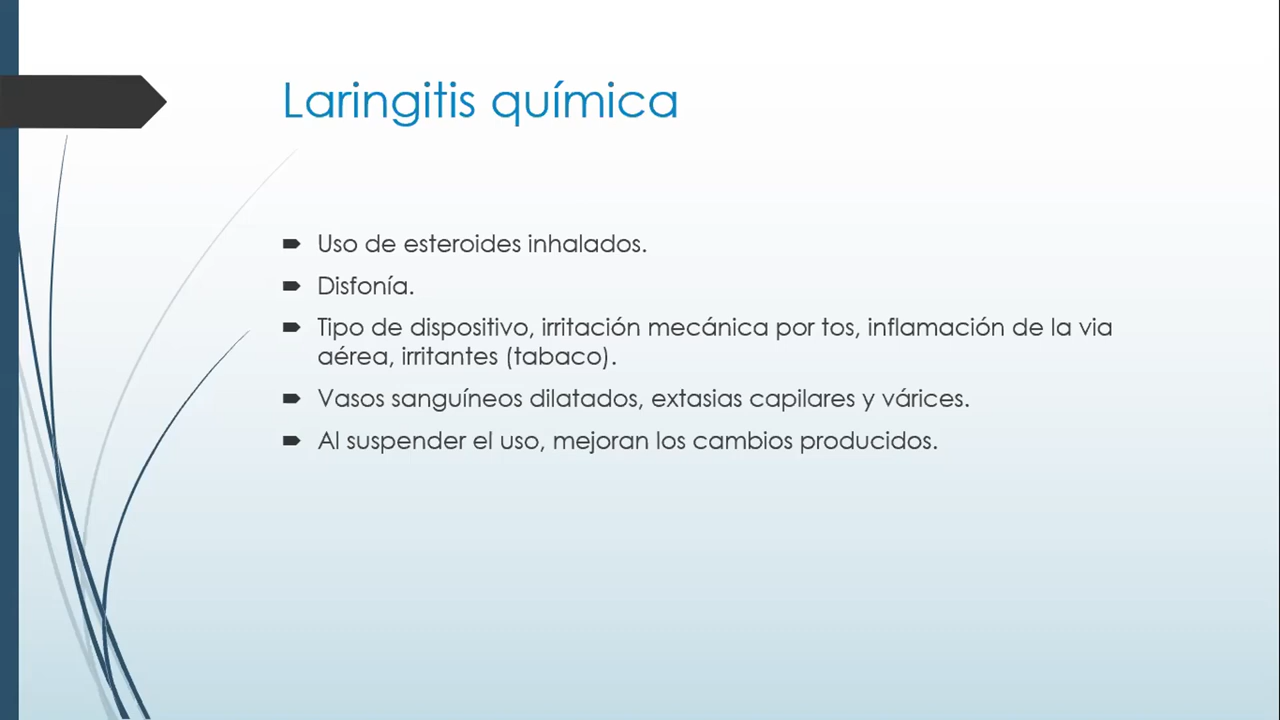 Laringitis química
Uso de esteroides inhalados.
Disfonía.
Tipo de dispositivo, irritación mecánica por tos, inflamación de la via
aérea, irritantes (tabaco).
Vasos sanguíneos dilatados, extasias capilares y várices.
Al suspender el uso, mejoran los cambios producidos.